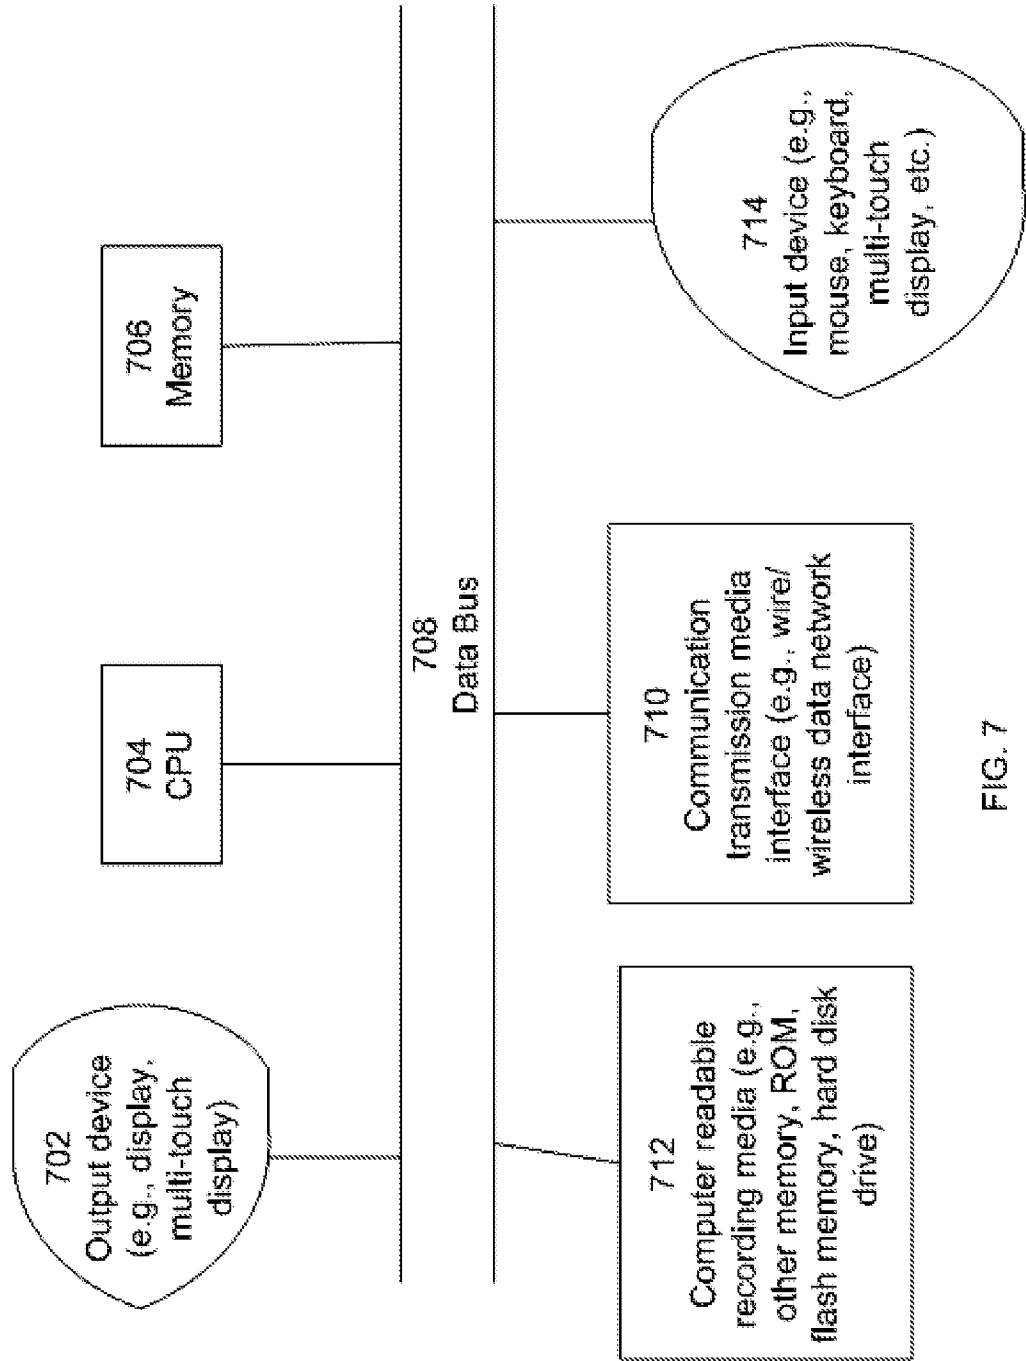 702
Output device
(e.g., display,
multi-touch
display)
704
CPU
706
Memory
708
Data Bus
712
Computer readable
recording media (e.g.,
other memory, ROM,
flash memory, hard disk
drive)
710
Communication
transmission media
interface (e.g., wire/
wireless data network
interface)
714
Input device (e.g.,
mouse, keyboard,
multi-touch
display, etc.)
FIG. 7